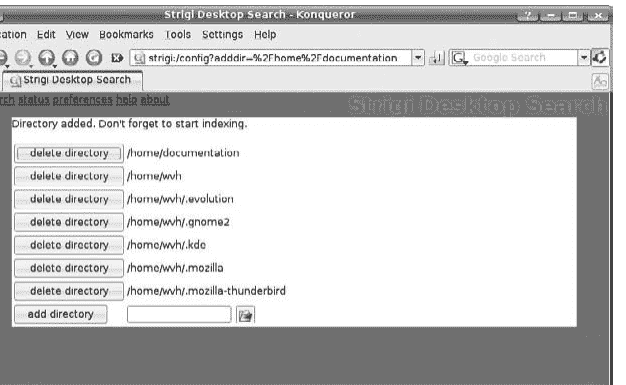 Strigi Desktop Search - Konqueror
cation Edit View Bookmarks Tools Settings Help
strigi:/config?adddir=%2Fhome%2Fdocumentation Google Search
Strigi Desktop Search
rch status preferences help about
Strigi Desktop Search
Directory added. Don't forget to start indexing.
delete directory /home/documentation
delete directory /home/wvh
delete directory /home/wvh/.evolution
delete directory /home/wvh/.gnome2
delete directory /home/wvh/.kde
delete directory /home/wvh/.mozilla
delete directory /home/wvh/.mozilla-thunderbird
add directory